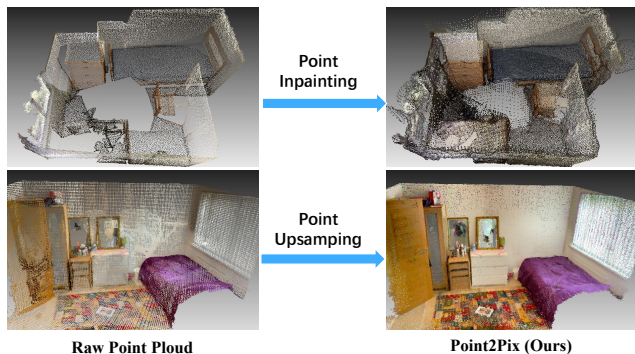 Point
Inpainting
Point
Upsamping
Raw Point Ploud
Point2Pix (Ours)